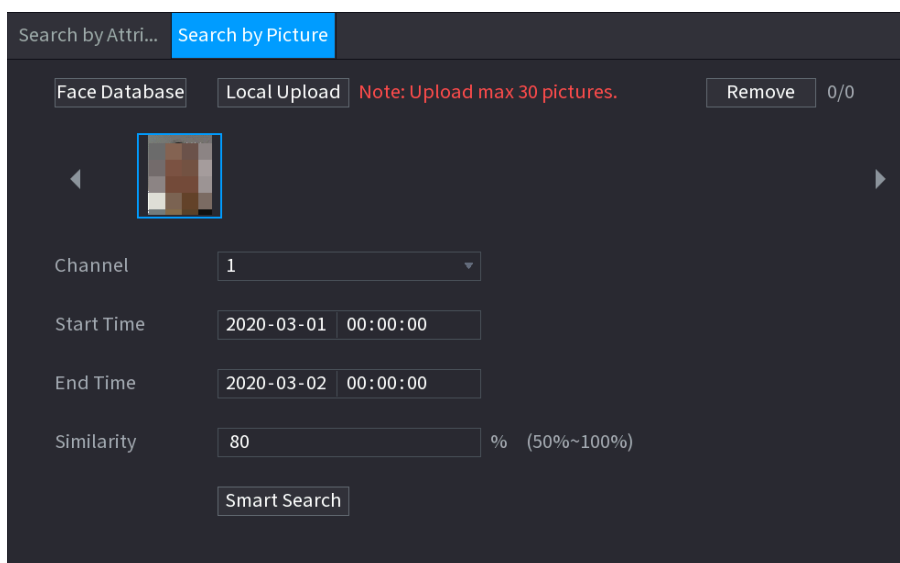 Search by Attri... Search by Picture
Face Database Local Upload Note: Upload max 30 pictures. Remove 0/0
Channel 1
Start Time 2020-03-01 00:00:00
End Time 2020-03-02 00:00:00
Similarity 80 % (50%~100%)
Smart Search